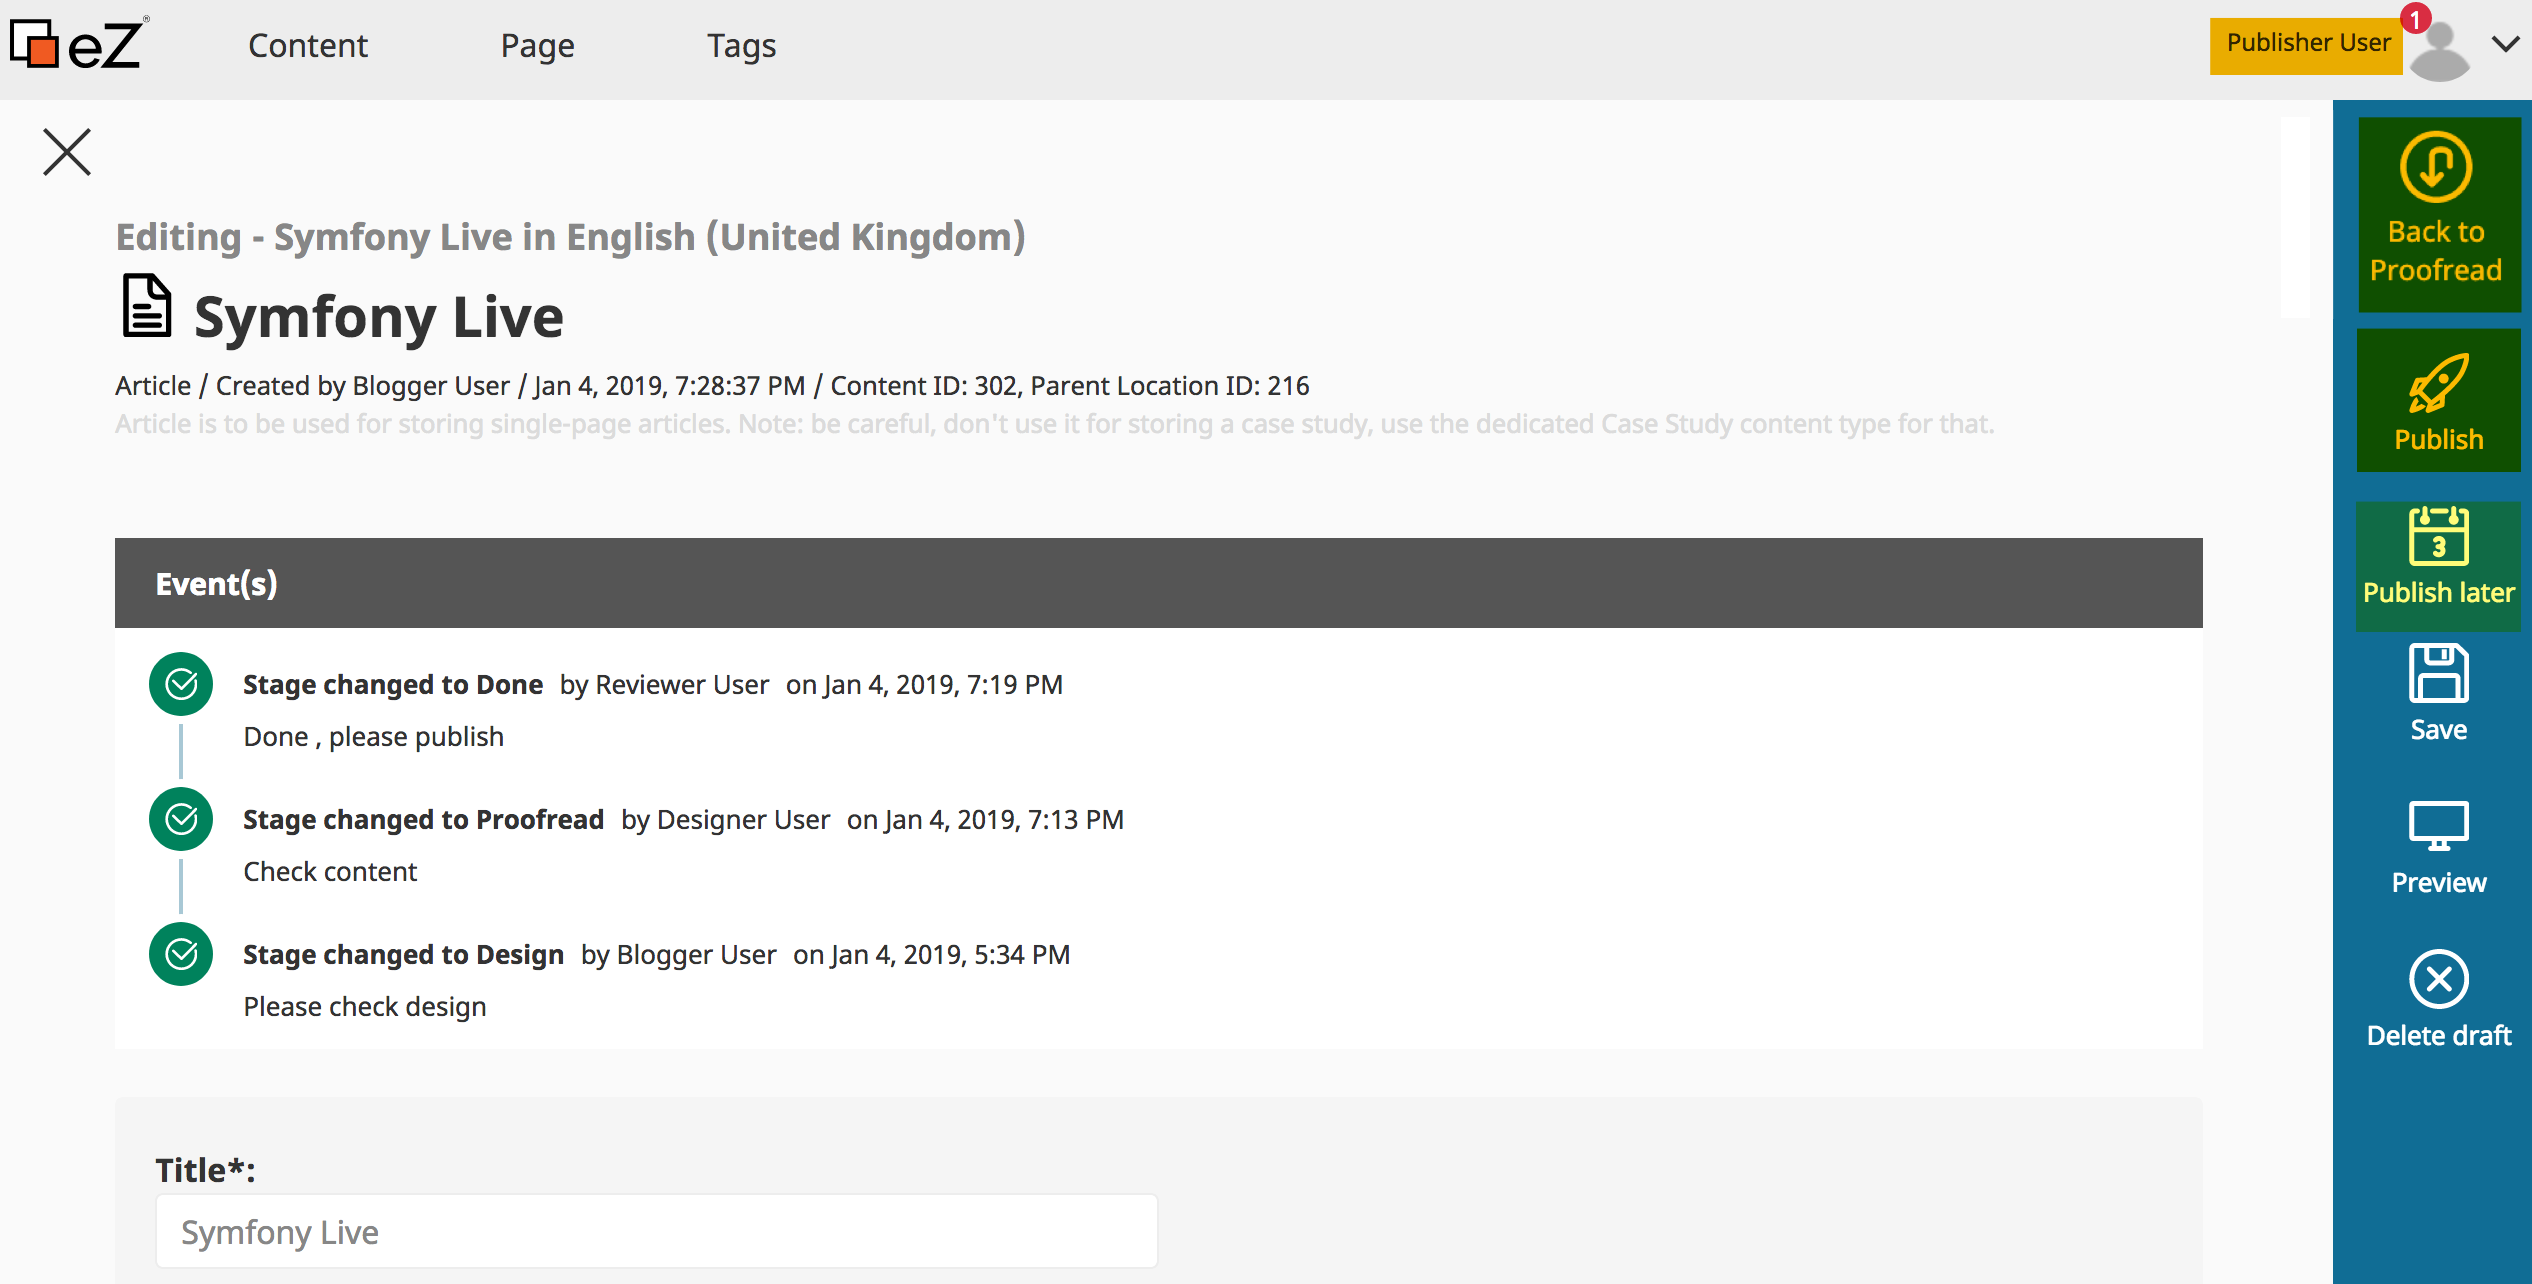 eZ®
Content
Page
Tags
Publisher User
1
Back to
Proofread
Publish
3
Publish later
Save
Preview
Delete draft
Editing - Symfony Live in English (United Kingdom)
Symfony Live
Article / Created by Blogger User / Jan 4, 2019, 7:28:37 PM / Content ID: 302, Parent Location ID: 216
Article is to be used for storing single-page articles. Note: be careful, don't use it for storing a case study, use the dedicated Case Study content type for that.
Event(s)
Stage changed to Done by Reviewer User on Jan 4, 2019, 7:19 PM
Done , please publish
Stage changed to Proofread by Designer User on Jan 4, 2019, 7:13 PM
Check content
Stage changed to Design by Blogger User on Jan 4, 2019, 5:34 PM
Please check design
Title*:
Symfony Live